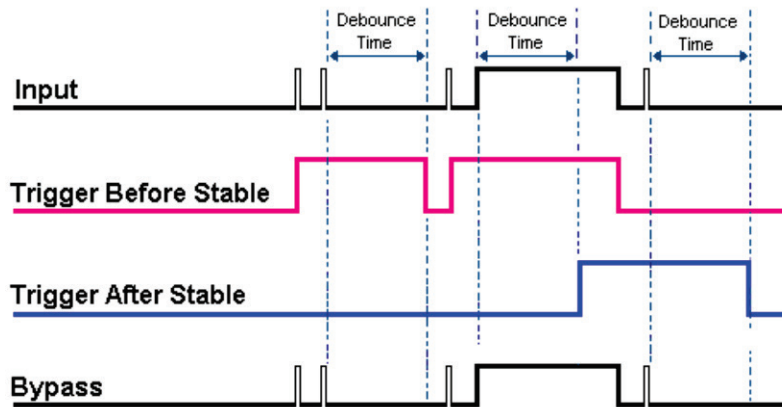 Debounce
Time
Debounce
Time
Debounce
Time
Input
Trigger Before Stable
Trigger After Stable
Bypass